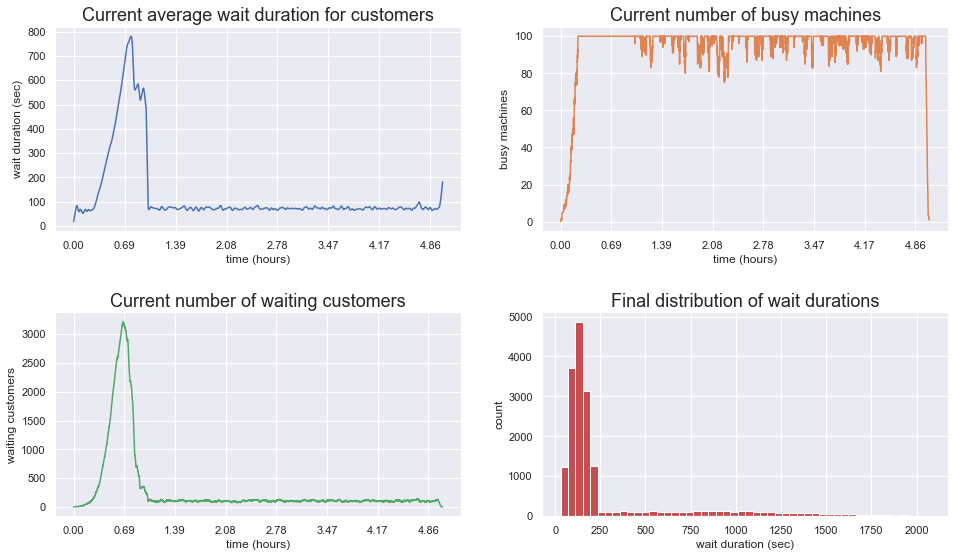 Current average wait duration for customers
wait duration (sec)
800
700
600
500
400
300
200
100
0
0.00 0.69 1.39 2.08 2.78 3.47 4.17 4.86
time (hours)
Current number of busy machines
busy machines
100
80
60
40
20
0
0.00 0.69 1.39 2.08 2.78 3.47 4.17 4.86
time (hours)
Current number of waiting customers
waiting customers
3000
2500
2000
1500
1000
500
0
0.00 0.69 1.39 2.08 2.78 3.47 4.17 4.86
time (hours)
Final distribution of wait durations
count
5000
4000
3000
2000
1000
0
0 250 500 750 1000 1250 1500 1750 2000
wait duration (sec)